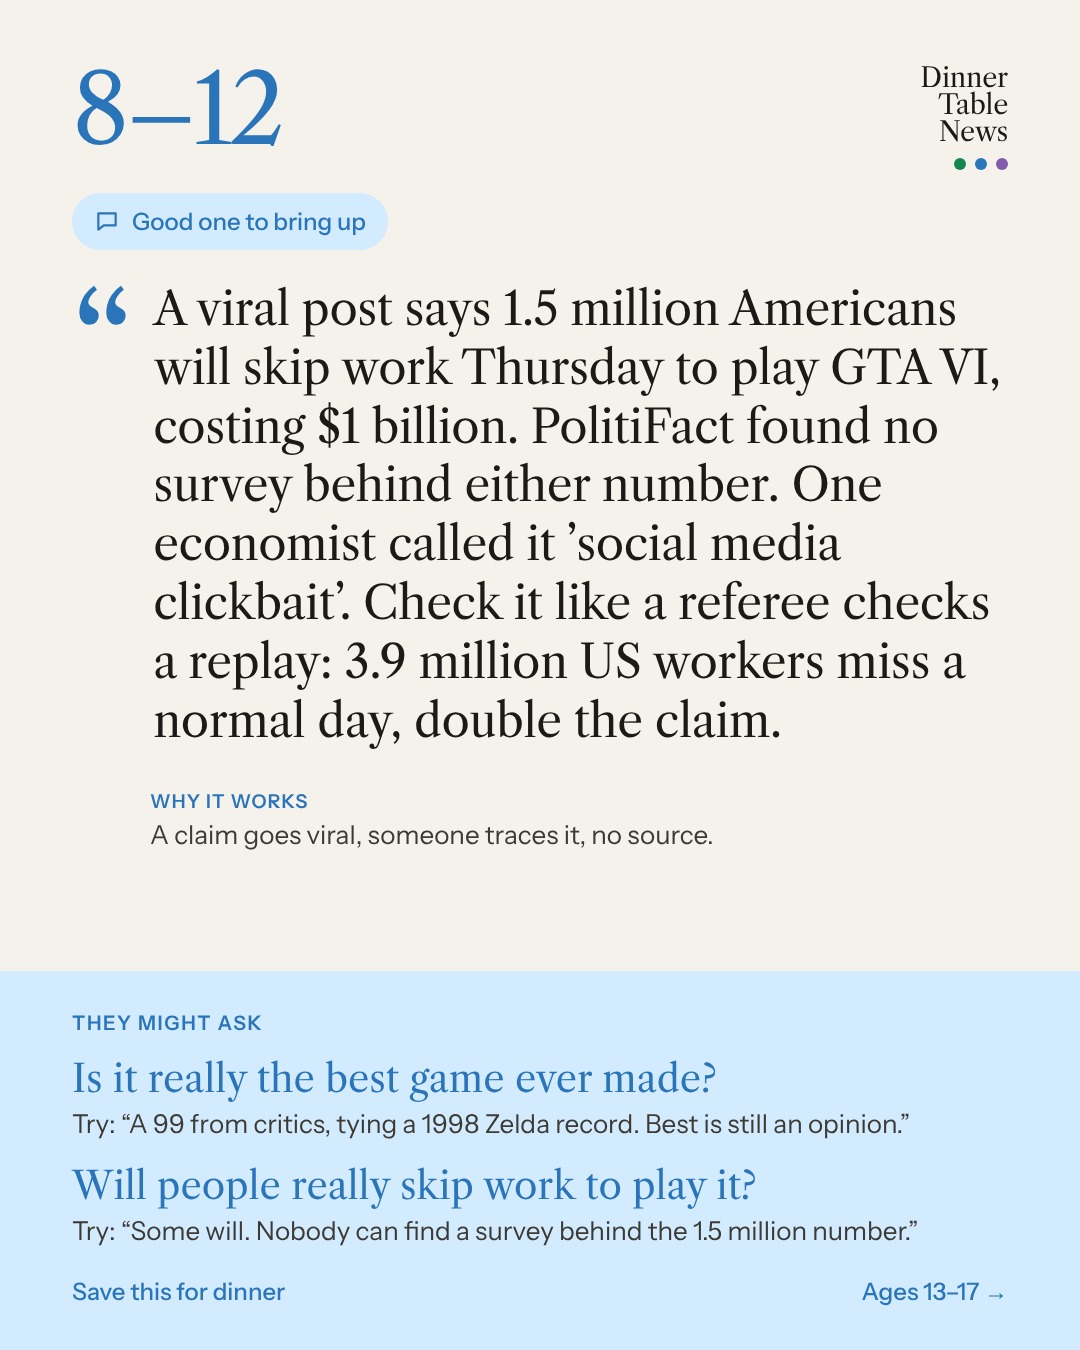 8–12
Dinner
Table
News
Good one to bring up
“ A viral post says 1.5 million Americans
will skip work Thursday to play GTA VI,
costing $1 billion. PolitiFact found no
survey behind either number. One
economist called it ’social media
clickbait’. Check it like a referee checks
a replay: 3.9 million US workers miss a
normal day, double the claim.
WHY IT WORKS
A claim goes viral, someone traces it, no source.
THEY MIGHT ASK
Is it really the best game ever made?
Try: “A 99 from critics, tying a 1998 Zelda record. Best is still an opinion.”
Will people really skip work to play it?
Try: “Some will. Nobody can find a survey behind the 1.5 million number.”
Save this for dinner
Ages 13–17 →